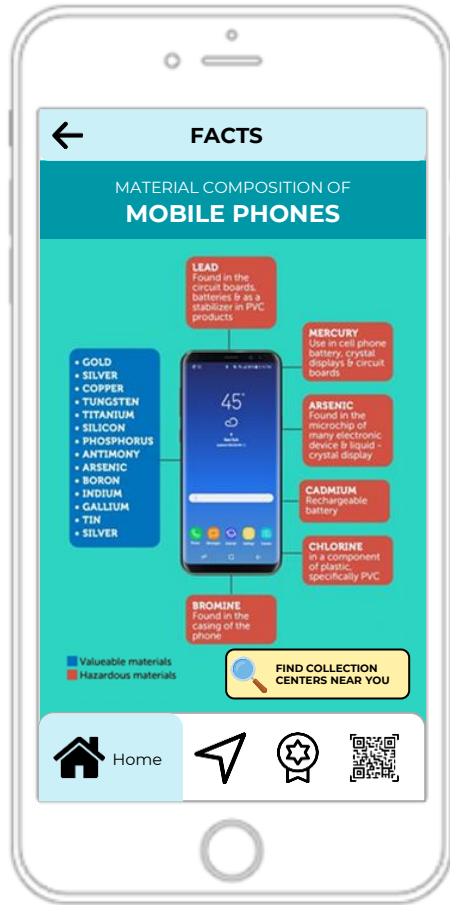 FACTS
MATERIAL COMPOSITION OF
MOBILE PHONES
LEAD
Found in the
circuit boards,
batteries & as a
stabilizer in PVC
products
MERCURY
Use in cell phone
battery, crystal
displays & circuit
boards
• GOLD
• SILVER
• COPPER
• TUNGSTEN
• TITANIUM
• SILICON
• PHOSPHORUS
• ANTIMONY
• ARSENIC
• BORON
• INDIUM
• GALLIUM
• TIN
• SILVER
45°
ARSENIC
Found in the
microchip of
many electronic
device & liquid -
crystal display
CADMIUM
Rechargeable
battery
CHLORINE
in a component
of plastic,
specifically PVC
BROMINE
Found in the
casing of the
phone
Valueable materials
Hazardous materials
FIND COLLECTION
CENTERS NEAR YOU
Home